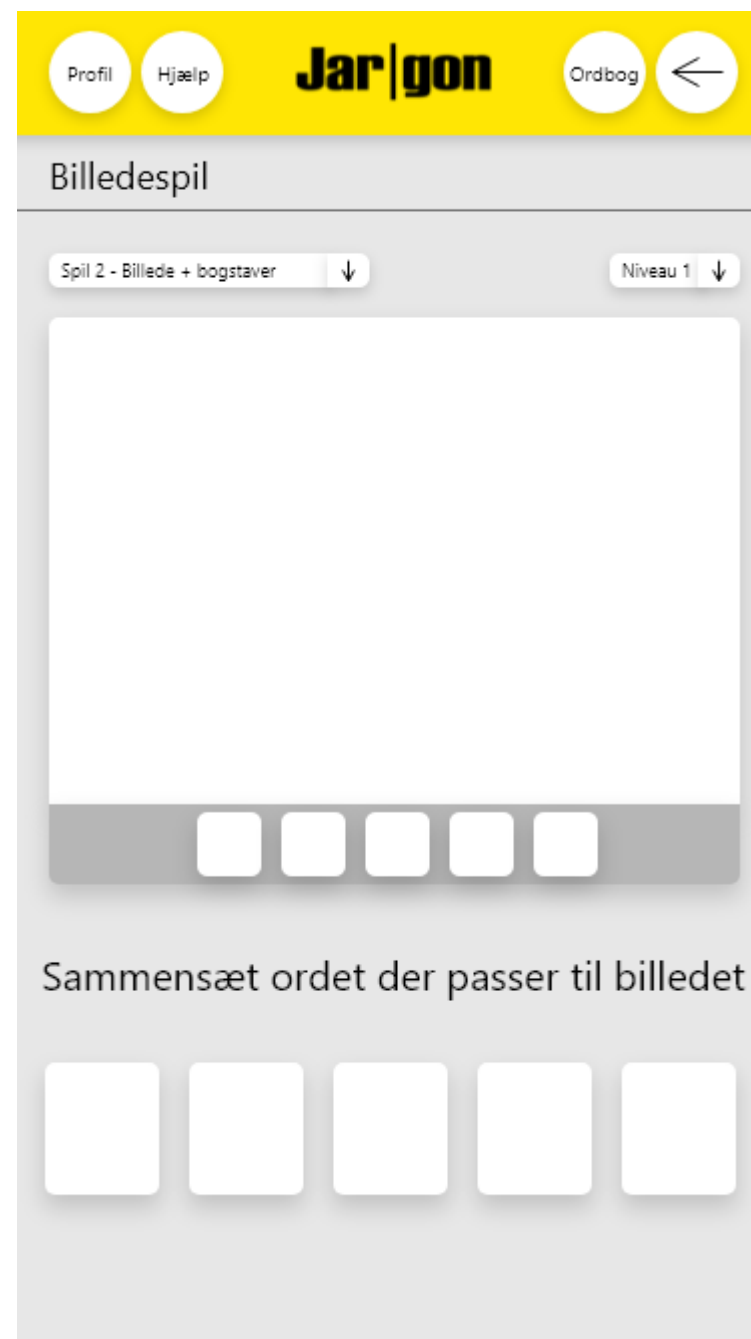 Profil Hjælp Jar|gon Ordbog
Billedespil
Spil 2 - Billede + bogstaver Niveau 1
Sammensæt ordet der passer til billedet